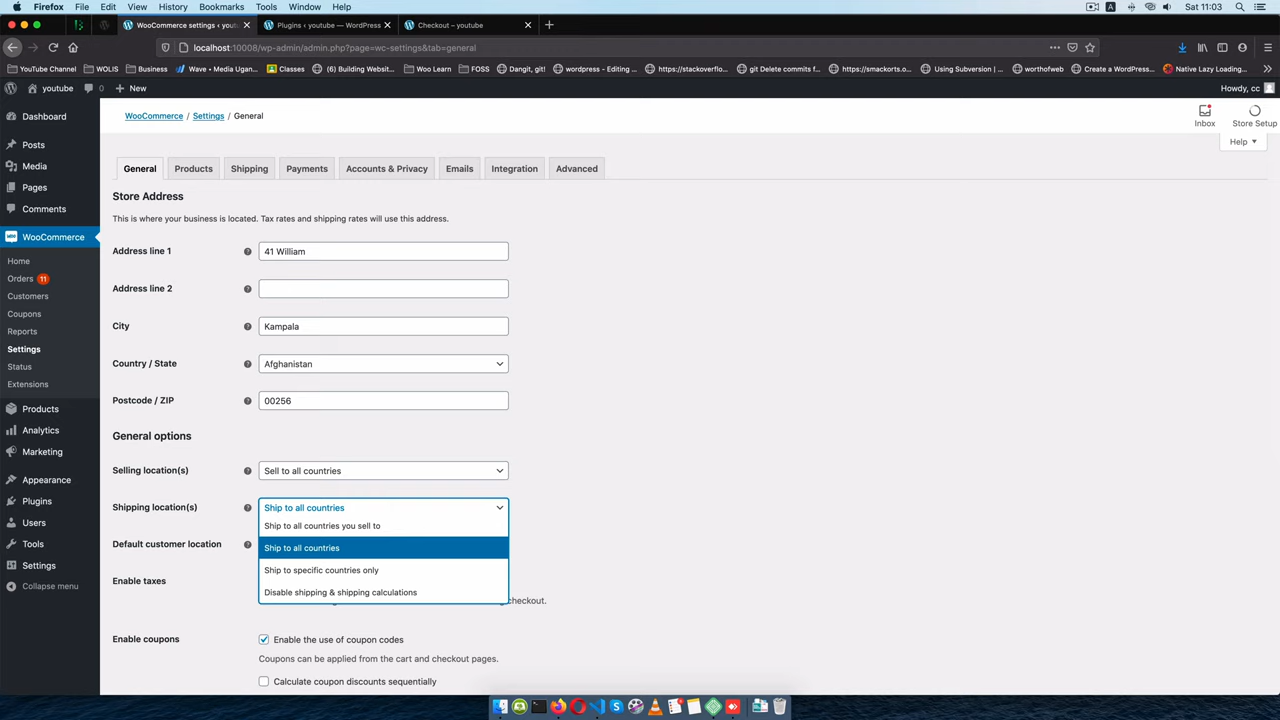 Firefox File Edit View History Bookmarks Tools Window Help Sat 11:03
WooCommerce settings ‹ yout Plugins ‹ youtube — WordPress Checkout – youtube
localhost:10008/wp-admin/admin.php?page=wc-settings&tab=general
YouTube Channel WOLIS Business Wave • Media Ugan... Classes (6) Building Websit... Woo Learn FOSS Dangit, git! wordpress - Editing ... https://stackoverflo... git Delete commits f... https://smackorts.o... Using Subversion | ... worthofweb Create a WordPress... Native Lazy Loading...
youtube 0 New Howdy, cc
Dashboard
Posts
Media
Pages
Comments
WooCommerce
Home
Orders 11
Customers
Coupons
Reports
Settings
Status
Extensions
Products
Analytics
Marketing
Appearance
Plugins
Users
Tools
Settings
Collapse menu
WooCommerce / Settings / General
Inbox Store Setup
Help
General Products Shipping Payments Accounts & Privacy Emails Integration Advanced
Store Address
This is where your business is located. Tax rates and shipping rates will use this address.
Address line 1 41 William
Address line 2
City Kampala
Country / State Afghanistan
Postcode / ZIP 00256
General options
Selling location(s) Sell to all countries
Shipping location(s) Ship to all countries
Ship to all countries you sell to
Default customer location Ship to all countries
Ship to specific countries only
Enable taxes
Disable shipping & shipping calculations
checkout.
Enable coupons Enable the use of coupon codes
Coupons can be applied from the cart and checkout pages.
Calculate coupon discounts sequentially